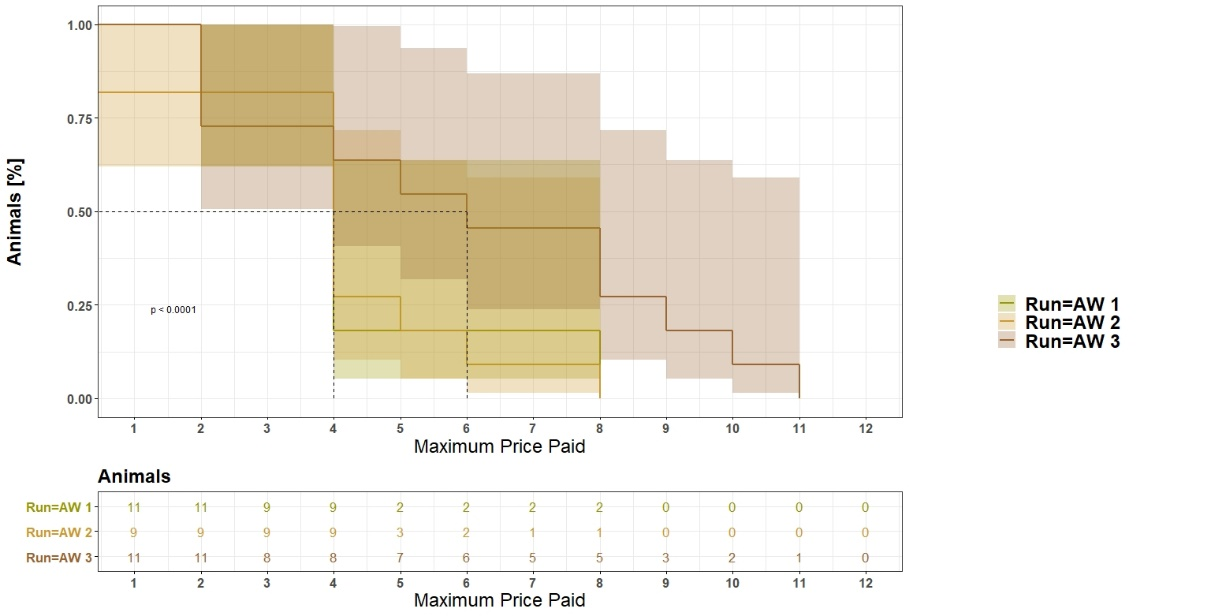 Animals [%]
1.00
0.75
0.50
0.25
0.00
p < 0.0001
1 2 3 4 5 6 7 8 9 10 11 12
Maximum Price Paid
Run=AW 1
Run=AW 2
Run=AW 3
Animals
Run=AW 1 11 11 9 9 2 2 2 2 0 0 0 0
Run=AW 2 9 9 9 9 3 2 1 1 0 0 0 0
Run=AW 3 11 11 8 8 7 6 5 5 3 2 1 0
1 2 3 4 5 6 7 8 9 10 11 12
Maximum Price Paid